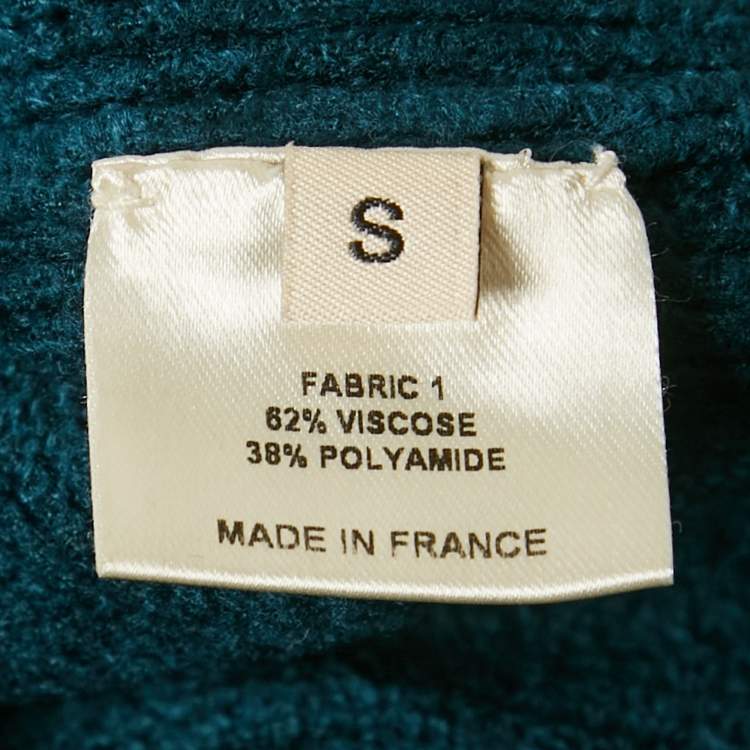 S
FABRIC 1
62% VISCOSE
38% POLYAMIDE
MADE IN FRANCE